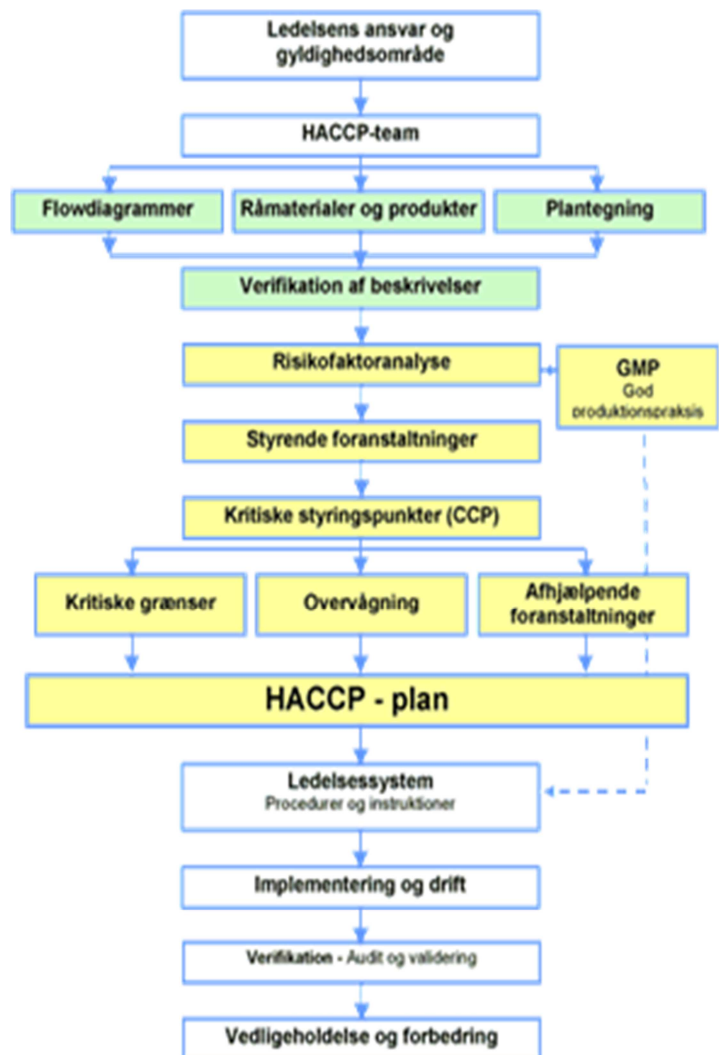 Ledelsens ansvar og
gyldighedsområde
HACCP-team
Flowdiagrammer
Råmaterialer og produkter
Plantegning
Verifikation af beskrivelser
Risikofaktoranalyse
GMP
God
produktionspraksis
Styrende foranstaltninger
Kritiske styringspunkter (CCP)
Kritiske grænser
Overvågning
Afhjælpende
foranstaltninger
HACCP - plan
Ledelsessystem
Procedurer og instruktioner
Implementering og drift
Verifikation - Audit og validering
Vedligeholdelse og forbedring